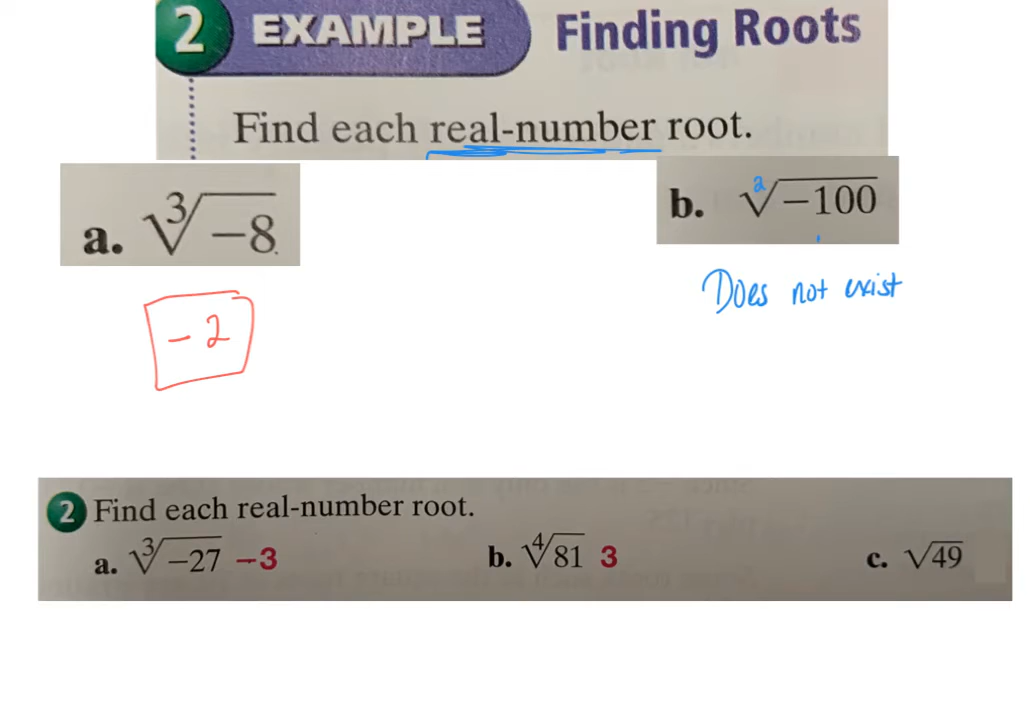 2 EXAMPLE Finding Roots
Find each real-number root.
a. ∛−8
b. ²√−100
- 2
Does not exist
2 Find each real-number root.
a. ∛−27 −3 b. ∜81 3 c. √49